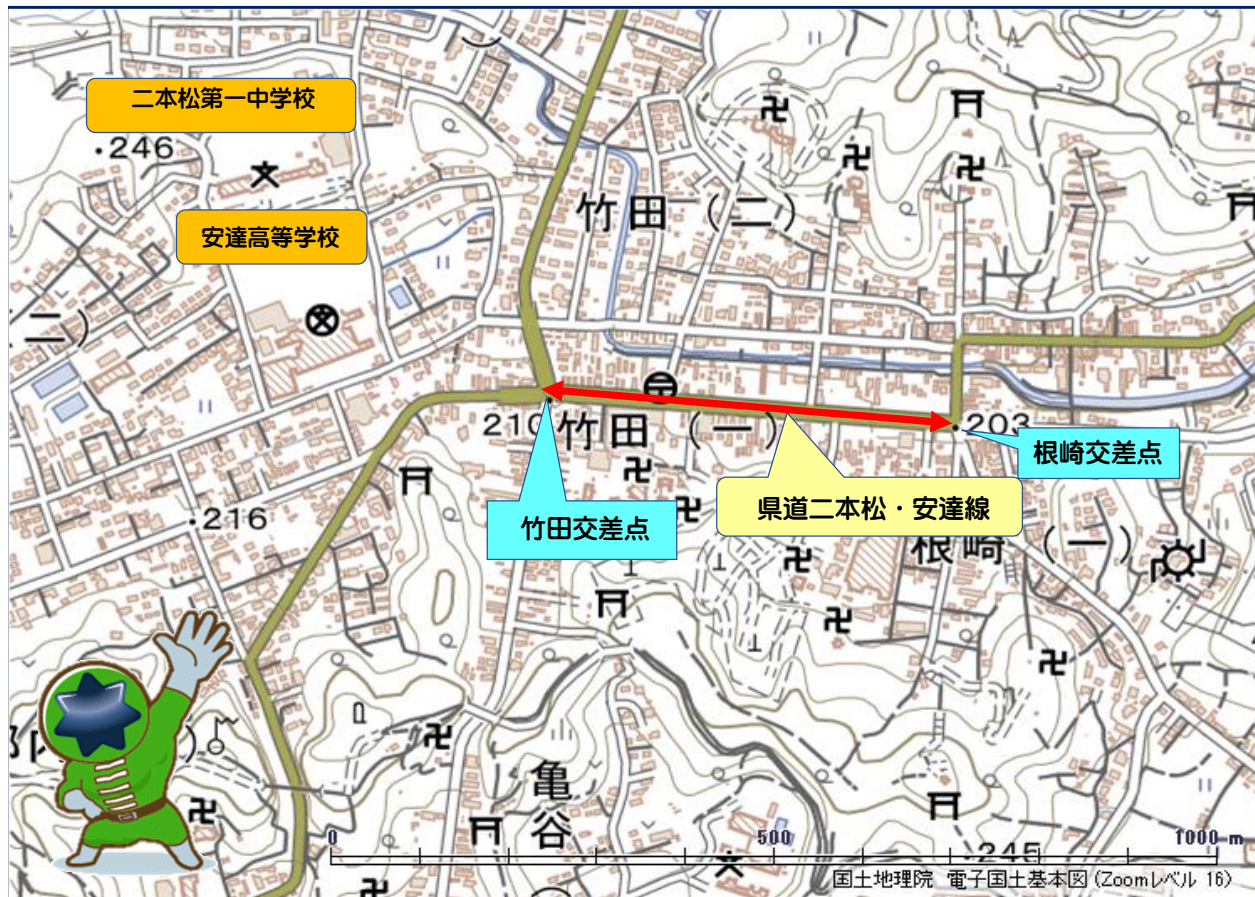 二本松第一中学校
246
安達高等学校
竹田(二)
(二)
210
竹田(一)
203
根崎交差点
県道二本松・安達線
竹田交差点
216
根崎(一)
亀谷
0 500 1000 m
245
国土地理院 電子国土基本図(Zoomレベル 16)